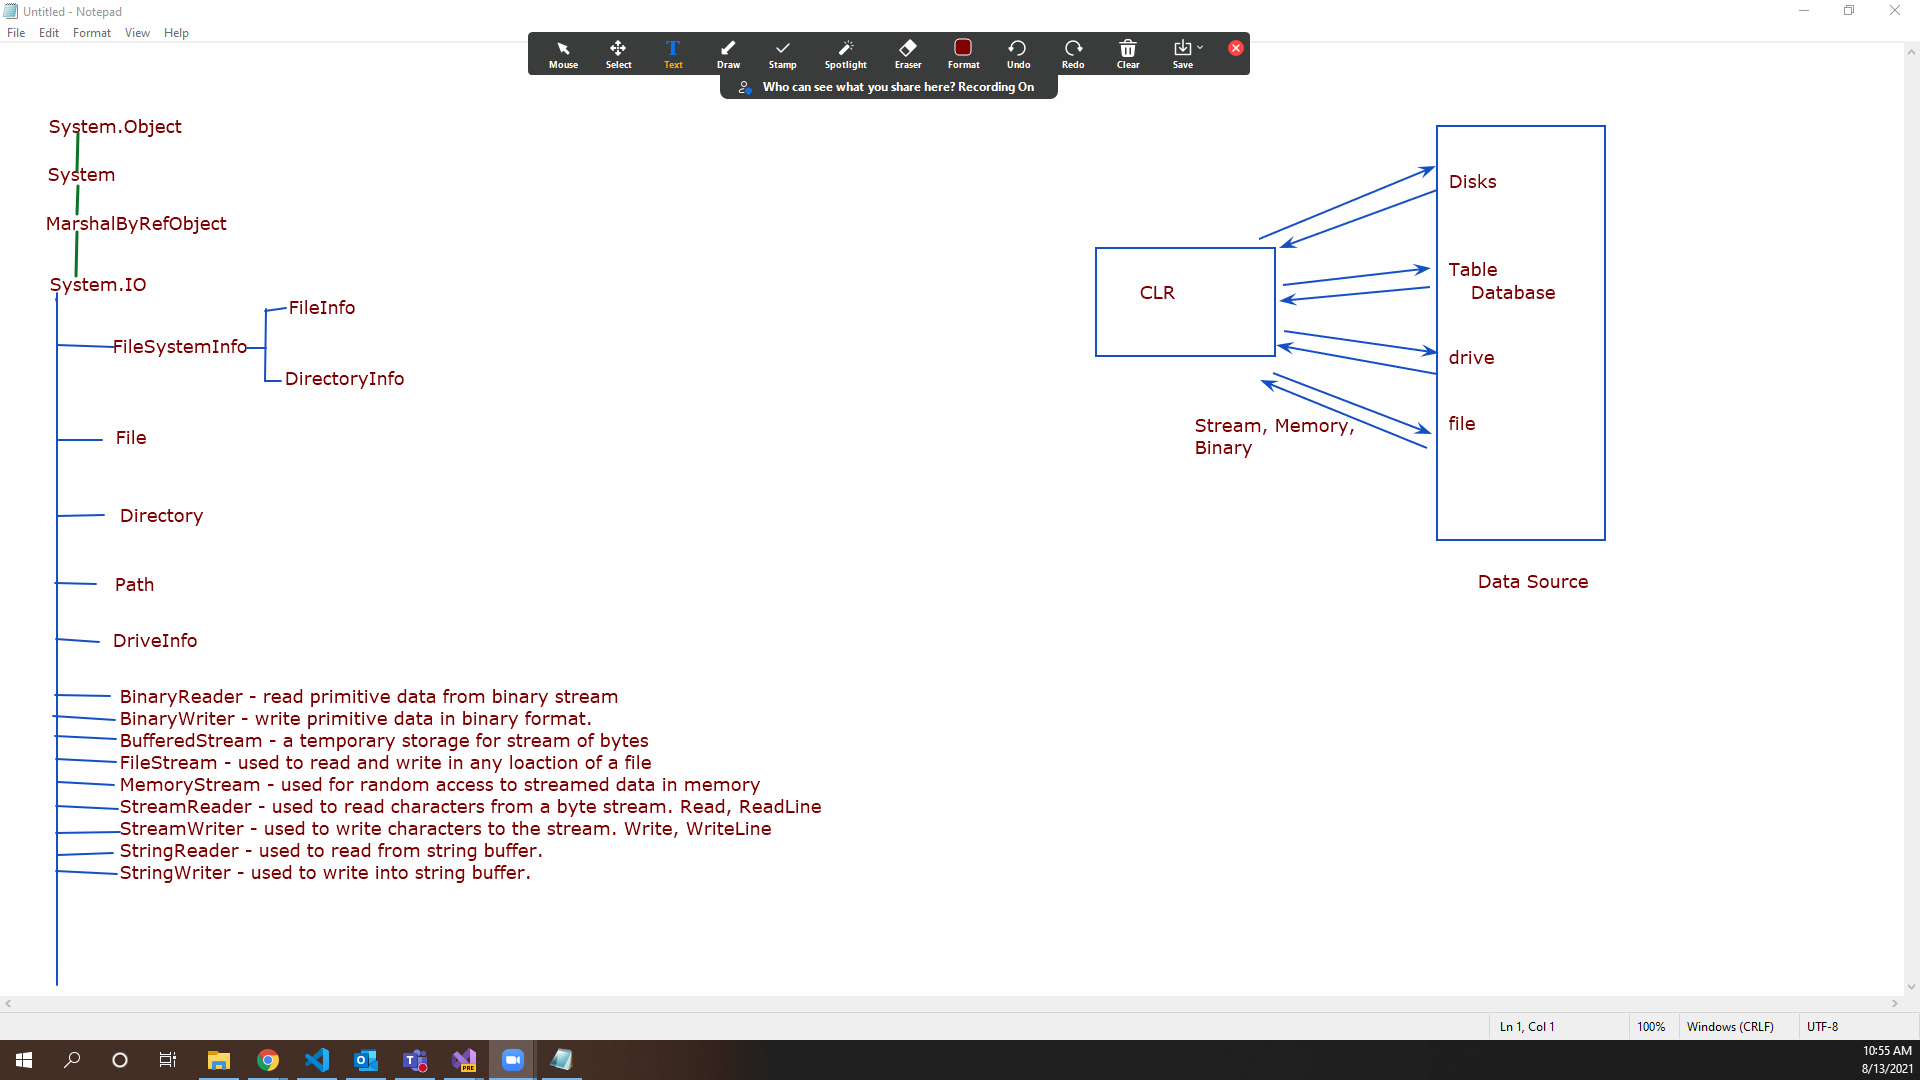 Untitled - Notepad
File Edit Format View Help
Mouse Select Text Draw Stamp Spotlight Eraser Format Undo Redo Clear Save
Who can see what you share here? Recording On
System.Object
System
MarshalByRefObject
System.IO
FileInfo
FileSystemInfo
DirectoryInfo
File
Directory
Path
DriveInfo
BinaryReader - read primitive data from binary stream
BinaryWriter - write primitive data in binary format.
BufferedStream - a temporary storage for stream of bytes
FileStream - used to read and write in any loaction of a file
MemoryStream - used for random access to streamed data in memory
StreamReader - used to read characters from a byte stream. Read, ReadLine
StreamWriter - used to write characters to the stream. Write, WriteLine
StringReader - used to read from string buffer.
StringWriter - used to write into string buffer.
CLR
Stream, Memory,
Binary
Disks
Table
Database
drive
file
Data Source
Ln 1, Col 1 100% Windows (CRLF) UTF-8
PRE
10:55 AM
8/13/2021